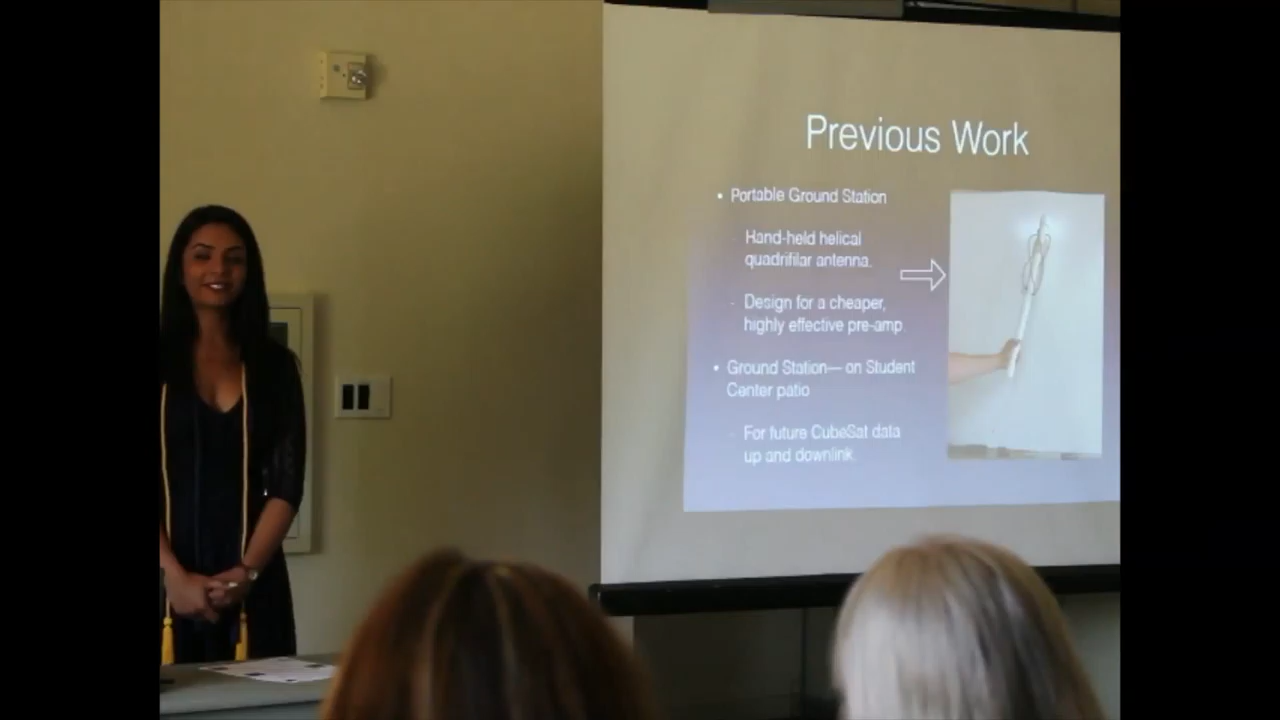 Previous Work
• Portable Ground Station
Hand-held helical
quadrifilar antenna.
- Design for a cheaper,
highly effective pre-amp.
• Ground Station— on Student
Center patio
- For future CubeSat data
up and downlink.